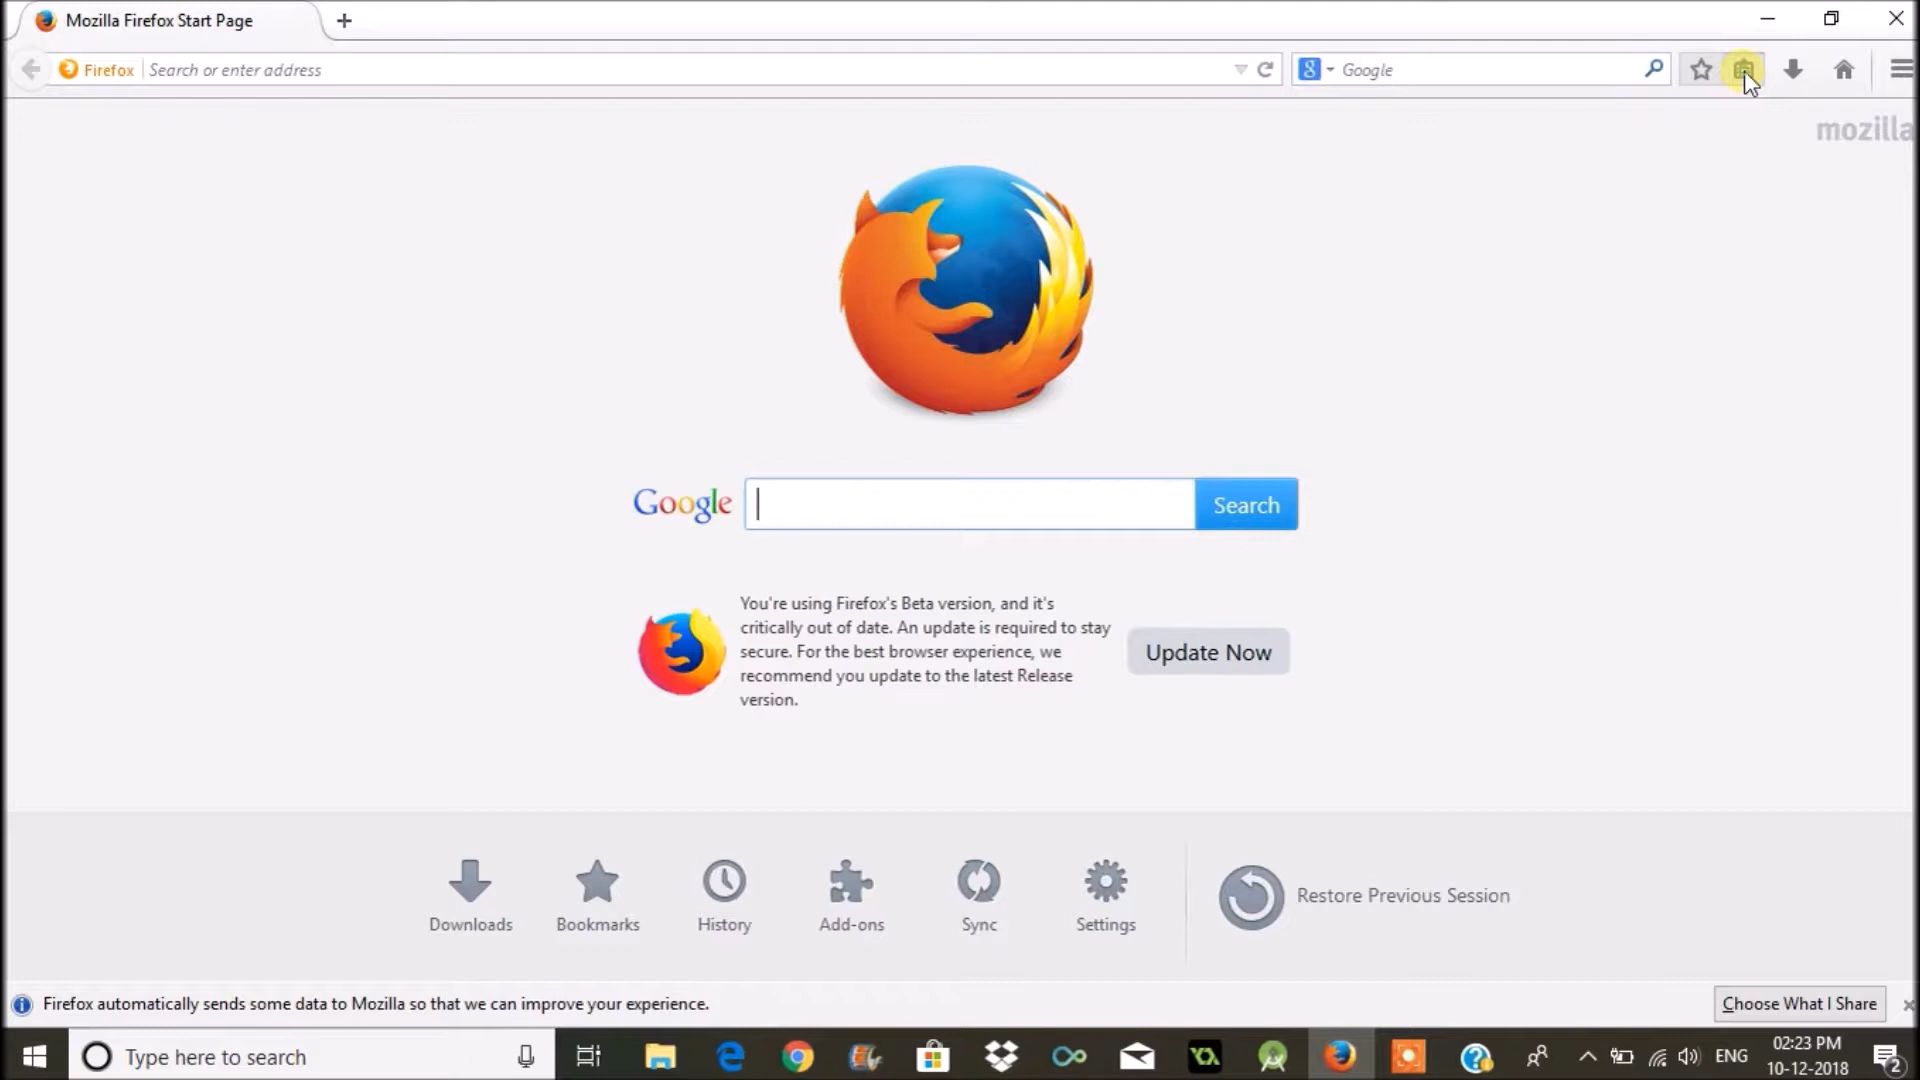 Mozilla Firefox Start Page
Firefox Search or enter address
Google
mozilla
Google Search
You're using Firefox's Beta version, and it's
critically out of date. An update is required to stay
secure. For the best browser experience, we
recommend you update to the latest Release
version.
Update Now
Downloads
Bookmarks
History
Add-ons
Sync
Settings
Restore Previous Session
Firefox automatically sends some data to Mozilla so that we can improve your experience.
Choose What I Share
Type here to search
ENG
02:23 PM
10-12-2018
2